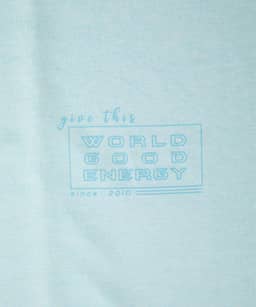 give this
WORLD
GOOD
ENERGY
since : 2010